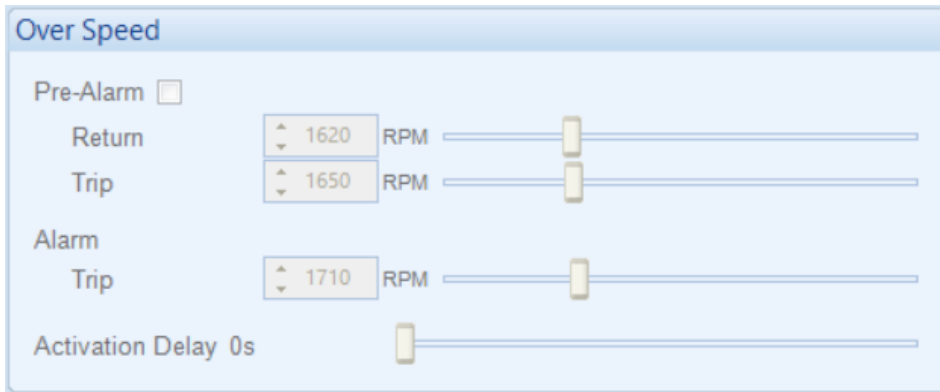 Over Speed
Pre-Alarm
Return 1620 RPM
Trip 1650 RPM
Alarm
Trip 1710 RPM
Activation Delay 0s